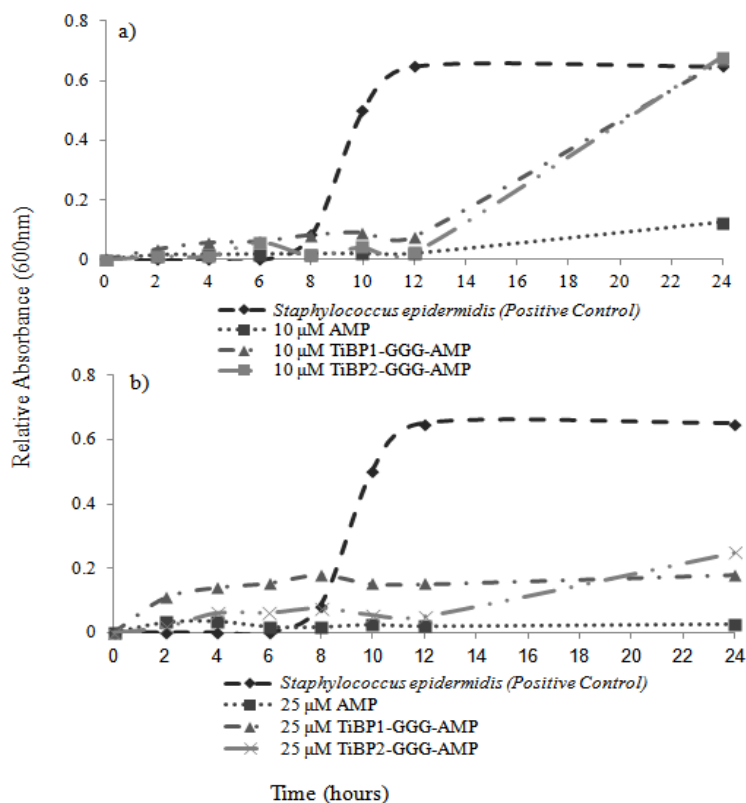 a)
0.8
0.6
0.4
0.2
0
0 2 4 6 8 10 12 14 16 18 20 22 24
Staphylococcus epidermidis (Positive Control)
10 µM AMP
10 µM TiBP1-GGG-AMP
10 µM TiBP2-GGG-AMP
Relative Absorbance (600nm)
b)
0.8
0.6
0.4
0.2
0
0 2 4 6 8 10 12 14 16 18 20 22 24
Staphylococcus epidermidis (Positive Control)
25 µM AMP
25 µM TiBP1-GGG-AMP
25 µM TiBP2-GGG-AMP
Time (hours)